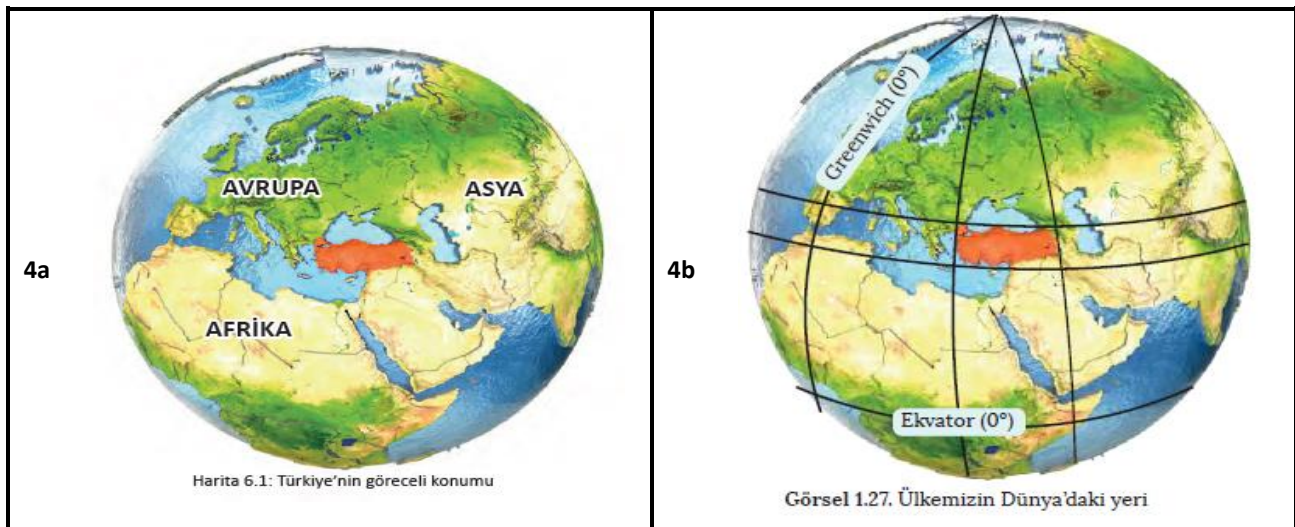 4a
AVRUPA
ASYA
AFRİKA
Harita 6.1: Türkiye'nin göreceli konumu
4b
Greenwich (0°)
Ekvator (0°)
Görsel 1.27. Ülkemizin Dünya'daki yeri